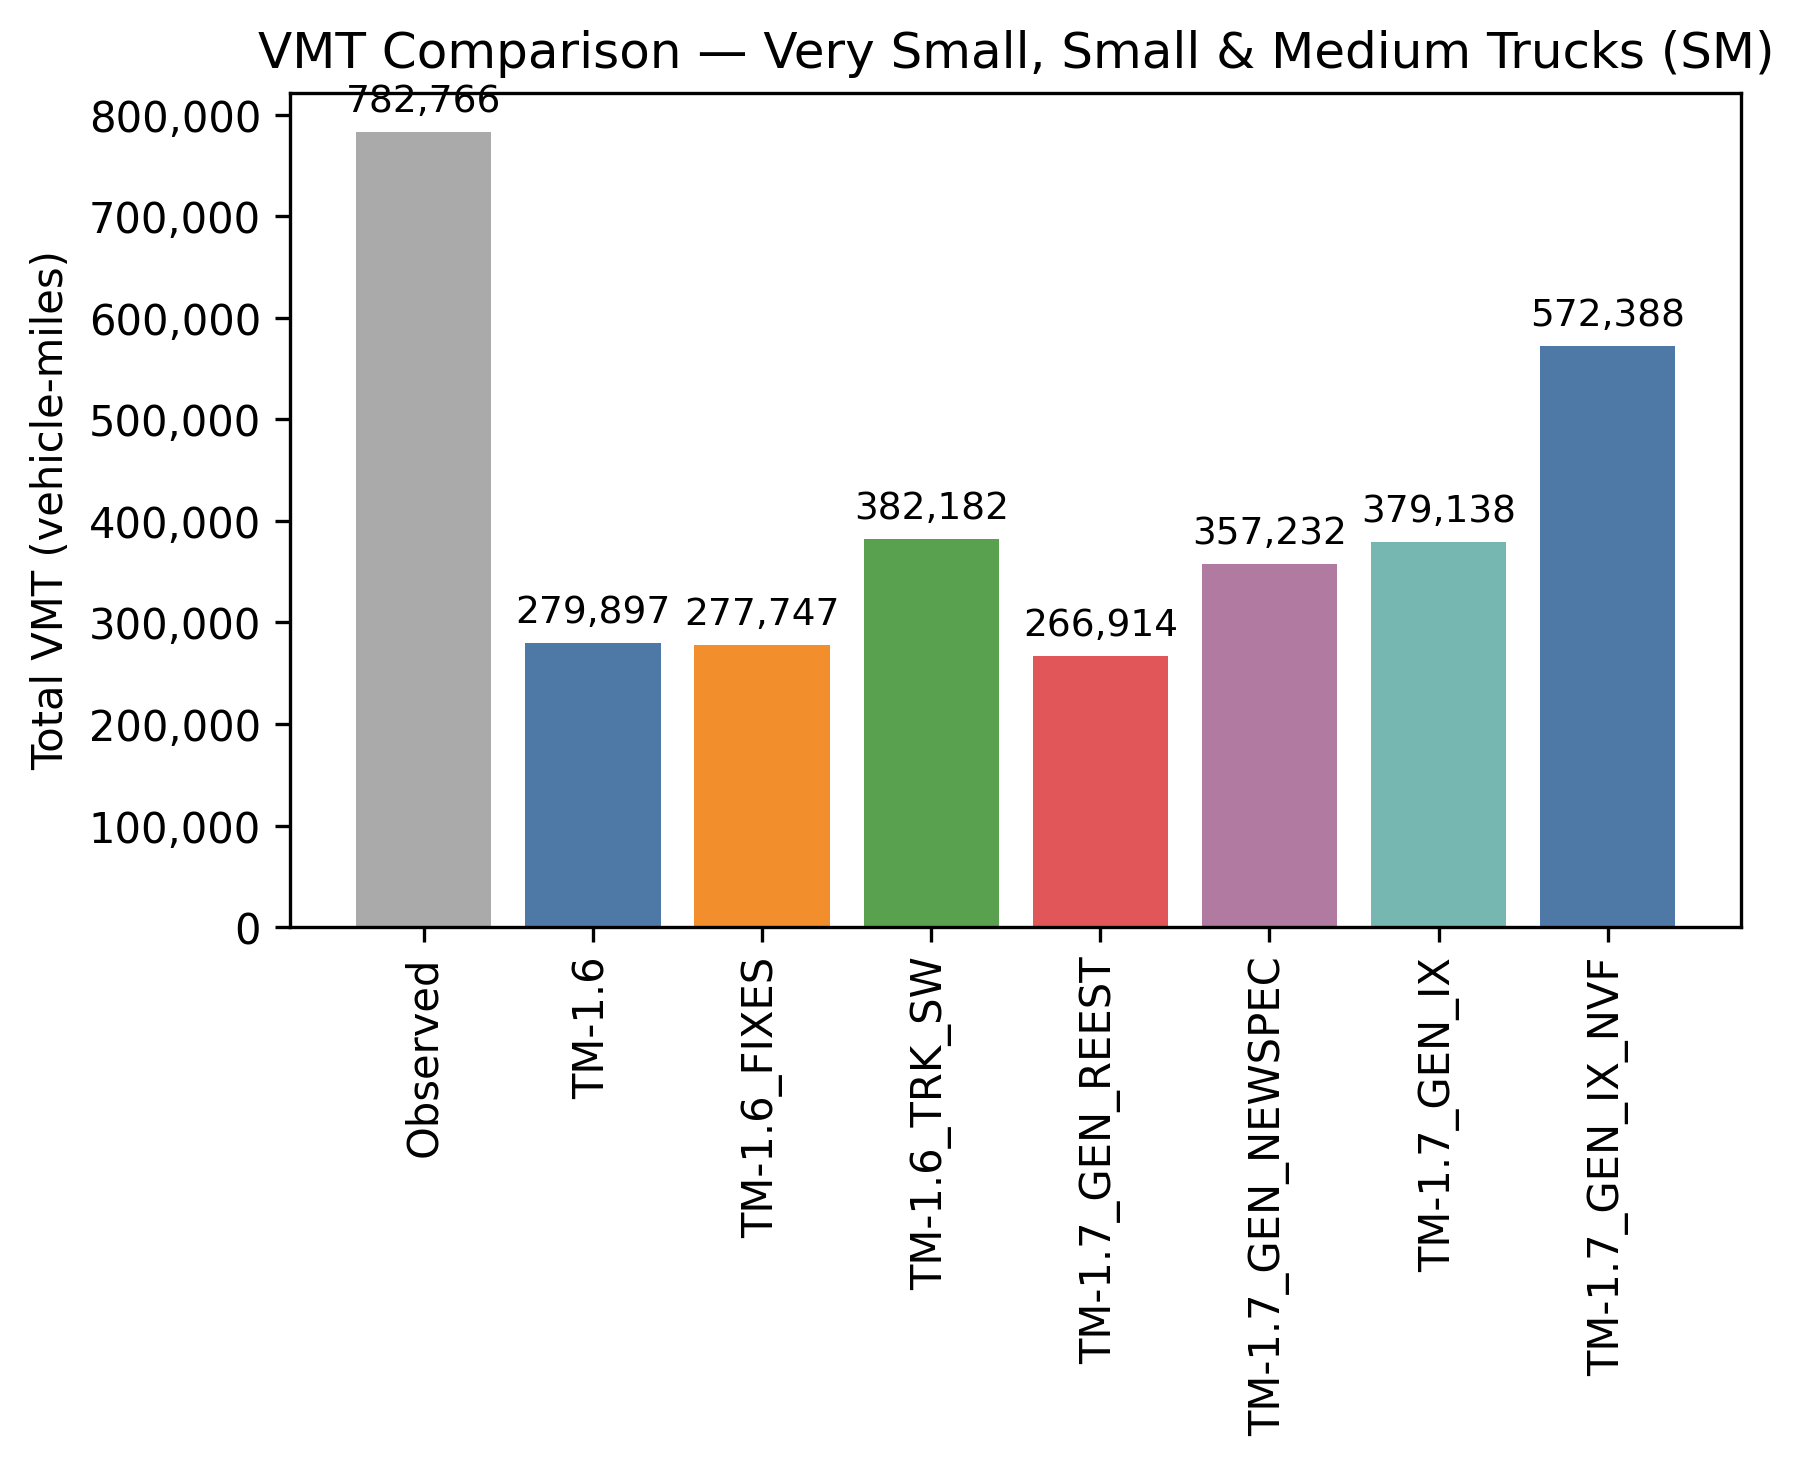 VMT Comparison — Very Small, Small & Medium Trucks (SM)
Total VMT (vehicle-miles)
800,000
700,000
600,000
500,000
400,000
300,000
200,000
100,000
0
782,766
279,897
277,747
382,182
266,914
357,232
379,138
572,388
Observed
TM-1.6
TM-1.6_FIXES
TM-1.6_TRK_SW
TM-1.7_GEN_REEST
TM-1.7_GEN_NEWSPEC
TM-1.7_GEN_IX
TM-1.7_GEN_IX_NVF